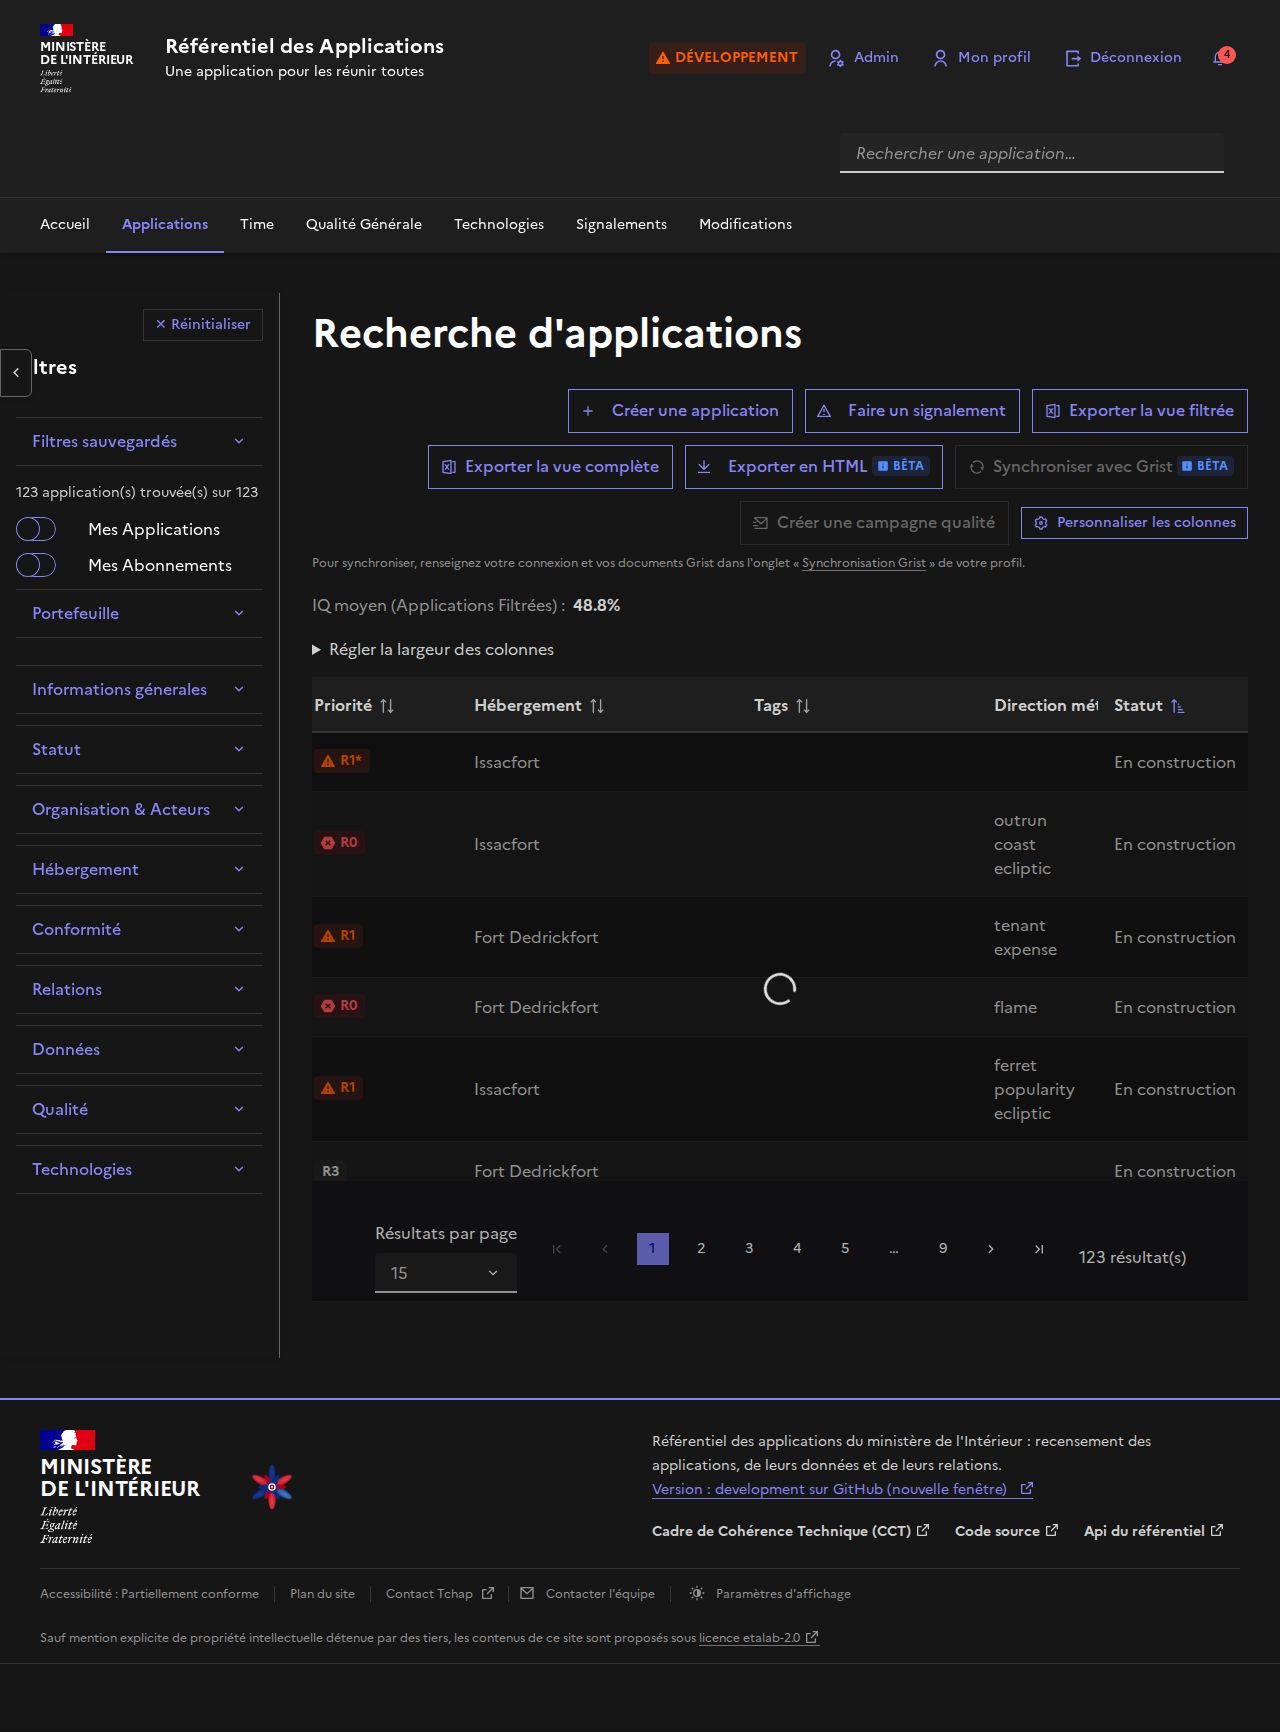 MINISTÈRE
DE L'INTÉRIEUR
Liberté
Égalité
Fraternité
Référentiel des Applications
Une application pour les réunir toutes
DÉVELOPPEMENT
Admin
Mon profil
Déconnexion
4
Rechercher une application…
Accueil
Applications
Time
Qualité Générale
Technologies
Signalements
Modifications
Réinitialiser
ltres
Filtres sauvegardés
123 application(s) trouvée(s) sur 123
Mes Applications
Mes Abonnements
Portefeuille
Informations génerales
Statut
Organisation & Acteurs
Hébergement
Conformité
Relations
Données
Qualité
Technologies
Recherche d'applications
Créer une application
Faire un signalement
Exporter la vue filtrée
Exporter la vue complète
Exporter en HTML BÊTA
Synchroniser avec Grist BÊTA
Créer une campagne qualité
Personnaliser les colonnes
Pour synchroniser, renseignez votre connexion et vos documents Grist dans l'onglet « Synchronisation Grist » de votre profil.
IQ moyen (Applications Filtrées) : 48.8%
Régler la largeur des colonnes
Priorité Hébergement Tags Direction mét Statut
R1* Issacfort En construction
R0 Issacfort outrun coast ecliptic En construction
R1 Fort Dedrickfort tenant expense En construction
R0 Fort Dedrickfort flame En construction
R1 Issacfort ferret popularity ecliptic En construction
R3 Fort Dedrickfort En construction
Résultats par page
15
1 2 3 4 5 … 9
123 résultat(s)
MINISTÈRE
DE L'INTÉRIEUR
Liberté
Égalité
Fraternité
Référentiel des applications du ministère de l'Intérieur : recensement des
applications, de leurs données et de leurs relations.
Version : development sur GitHub (nouvelle fenêtre)
Cadre de Cohérence Technique (CCT)
Code source
Api du référentiel
Accessibilité : Partiellement conforme
Plan du site
Contact Tchap
Contacter l'équipe
Paramètres d'affichage
Sauf mention explicite de propriété intellectuelle détenue par des tiers, les contenus de ce site sont proposés sous licence etalab-2.0